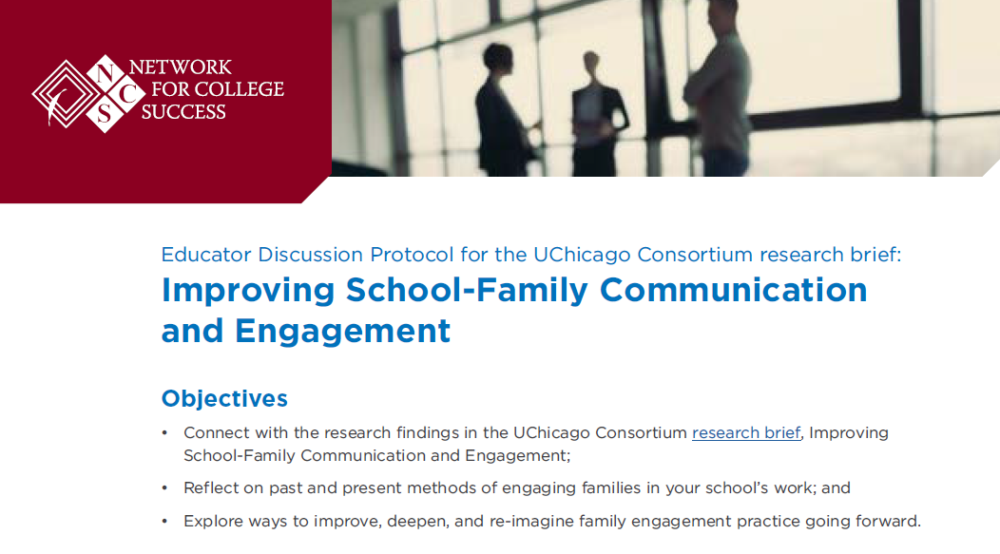 NCS
NETWORK
FOR COLLEGE
SUCCESS
Educator Discussion Protocol for the UChicago Consortium research brief:
Improving School-Family Communication
and Engagement
Objectives
• Connect with the research findings in the UChicago Consortium research brief, Improving
School-Family Communication and Engagement;
• Reflect on past and present methods of engaging families in your school’s work; and
• Explore ways to improve, deepen, and re-imagine family engagement practice going forward.